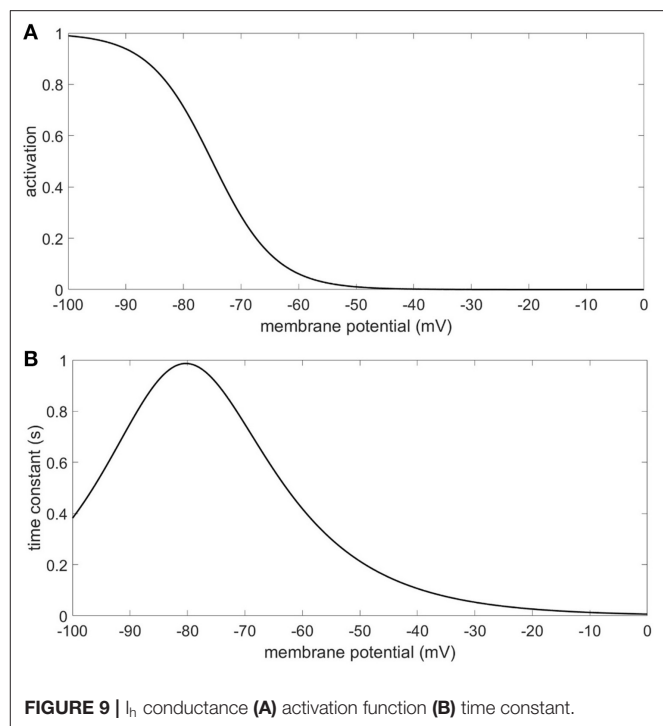 A
1
0.8
0.6
0.4
0.2
0
activation
-100 -90 -80 -70 -60 -50 -40 -30 -20 -10 0
membrane potential (mV)
B
1
0.8
0.6
0.4
0.2
0
time constant (s)
-100 -90 -80 -70 -60 -50 -40 -30 -20 -10 0
membrane potential (mV)
FIGURE 9 | Iₕ conductance (A) activation function (B) time constant.